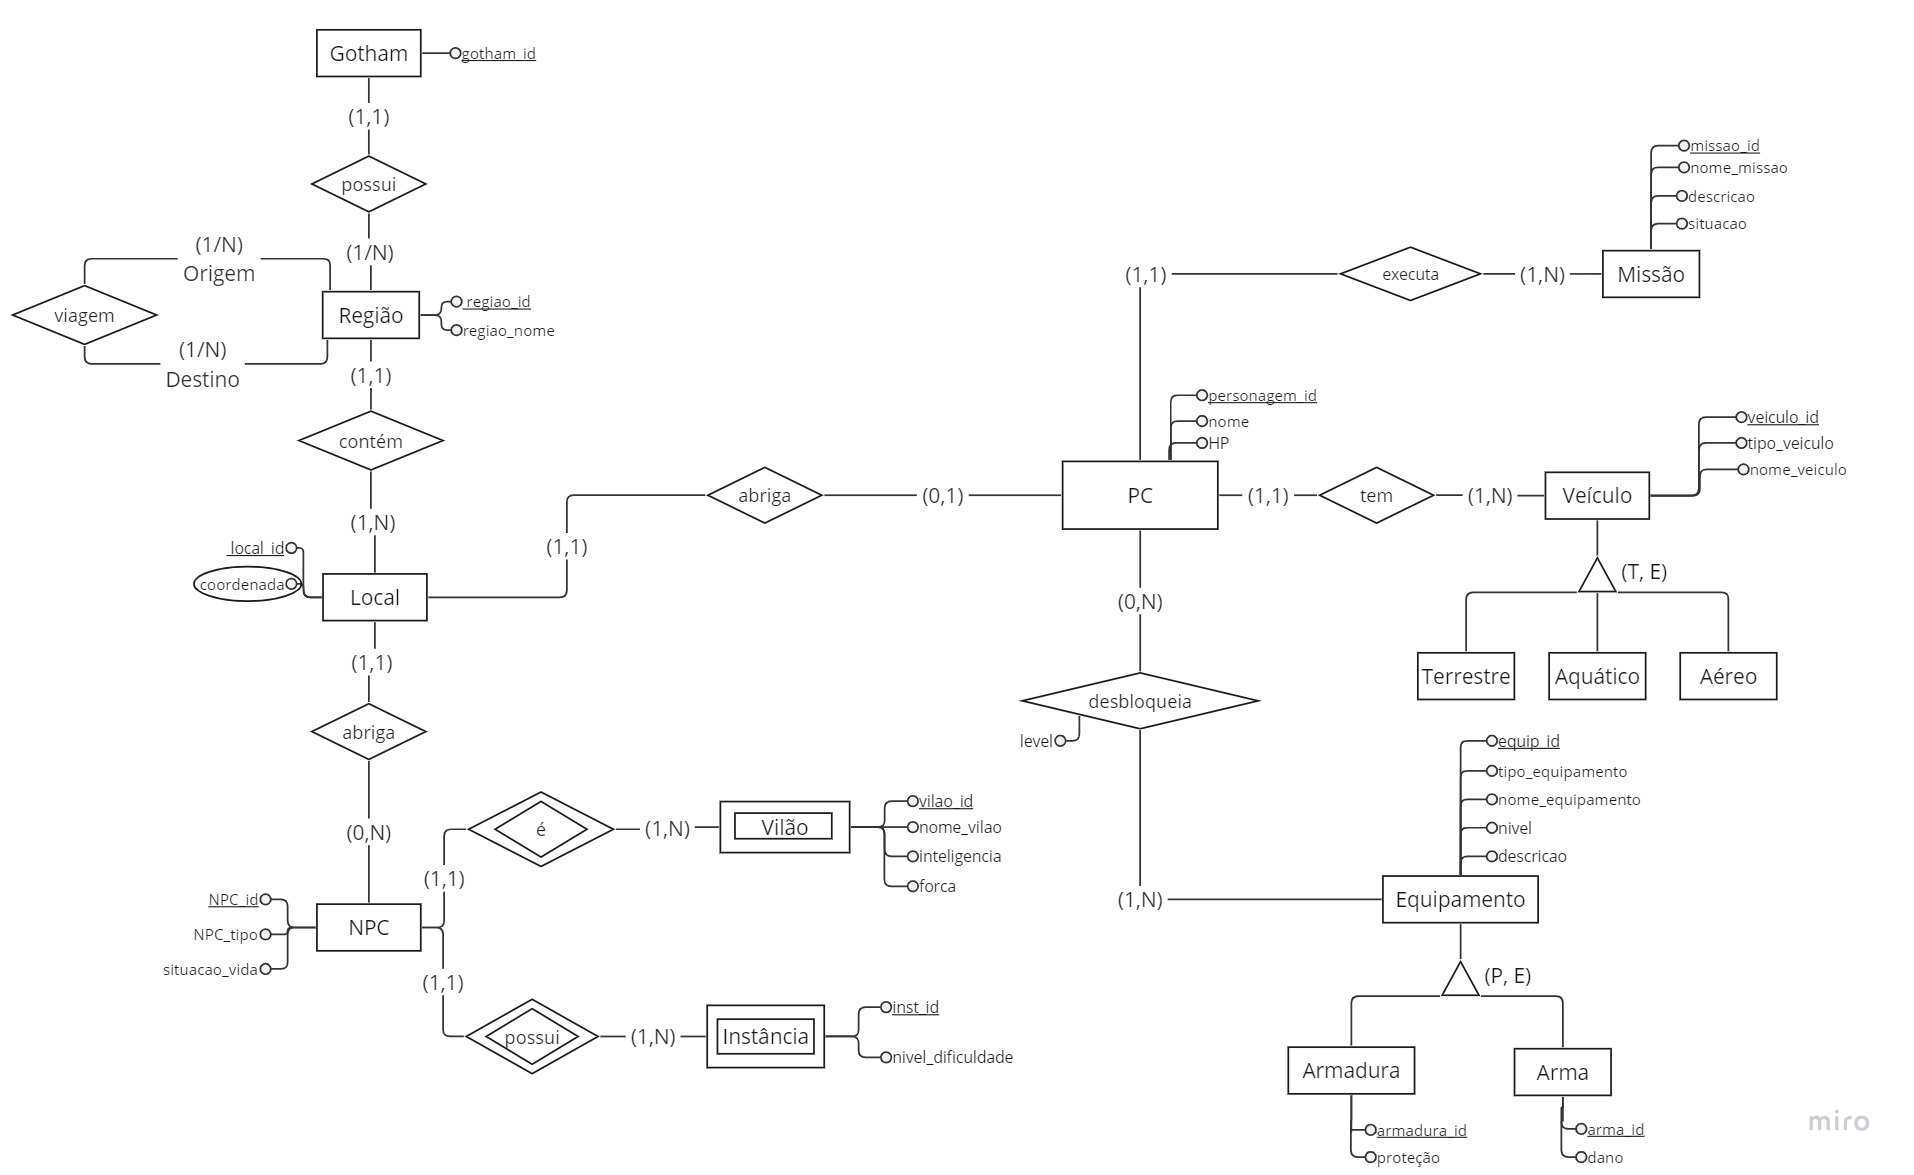 Gotham
gotham_id
(1,1)
possui
(1/N)
(1/N)
Origem
viagem
(1/N)
Destino
Região
regiao_id
regiao_nome
(1,1)
contém
(1,N)
local_id
coordenada
Local
(1,1)
abriga
(0,1)
(1,1)
abriga
(0,N)
NPC_id
NPC_tipo
situacao_vida
NPC
(1,1)
é
(1,N)
Vilão
vilao_id
nome_vilao
inteligencia
forca
(1,1)
possui
(1,N)
Instância
inst_id
nivel_dificuldade
PC
personagem_id
nome
HP
(1,1)
executa
(1,N)
Missão
missao_id
nome_missao
descricao
situacao
(1,1)
tem
(1,N)
Veículo
veiculo_id
tipo_veiculo
nome_veiculo
(T, E)
Terrestre
Aquático
Aéreo
(0,N)
desbloqueia
level
(1,N)
Equipamento
equip_id
tipo_equipamento
nome_equipamento
nivel
descricao
(P, E)
Armadura
armadura_id
proteção
Arma
arma_id
dano
miro